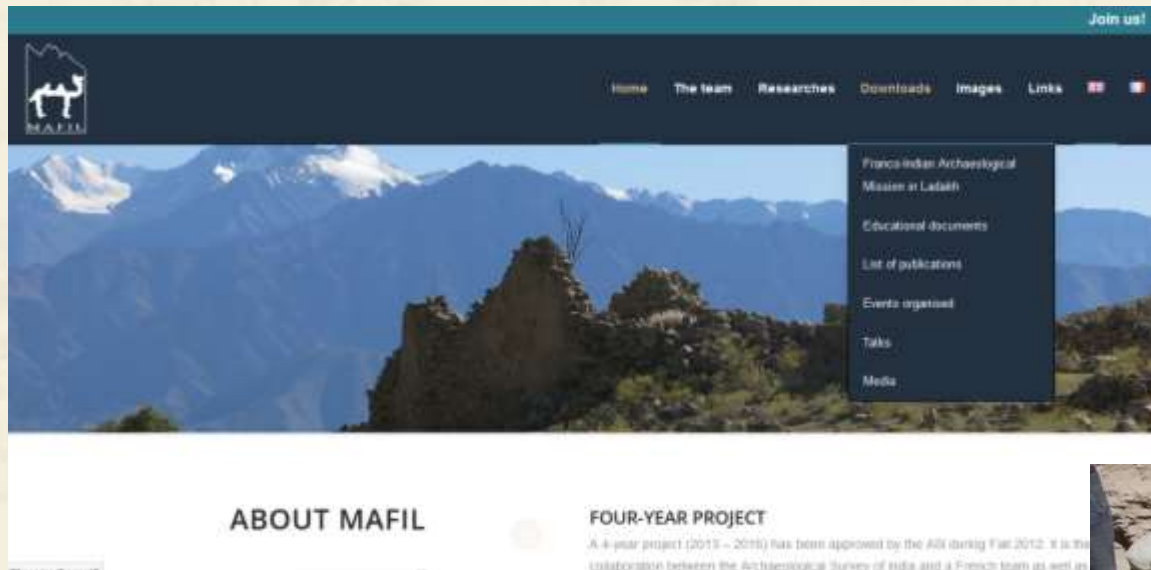 Join us!
MAFIL
Home The team Researches Downloads Images Links
Franco-Indian Archaeological
Mission in Ladakh
Educational documents
List of publications
Events organised
Talks
Media
ABOUT MAFIL
FOUR-YEAR PROJECT
A 4-year project (2013 – 2016) has been approved by the ASI during Fall 2012. It is the
collaboration between the Archaeological Survey of India and a French team as well as